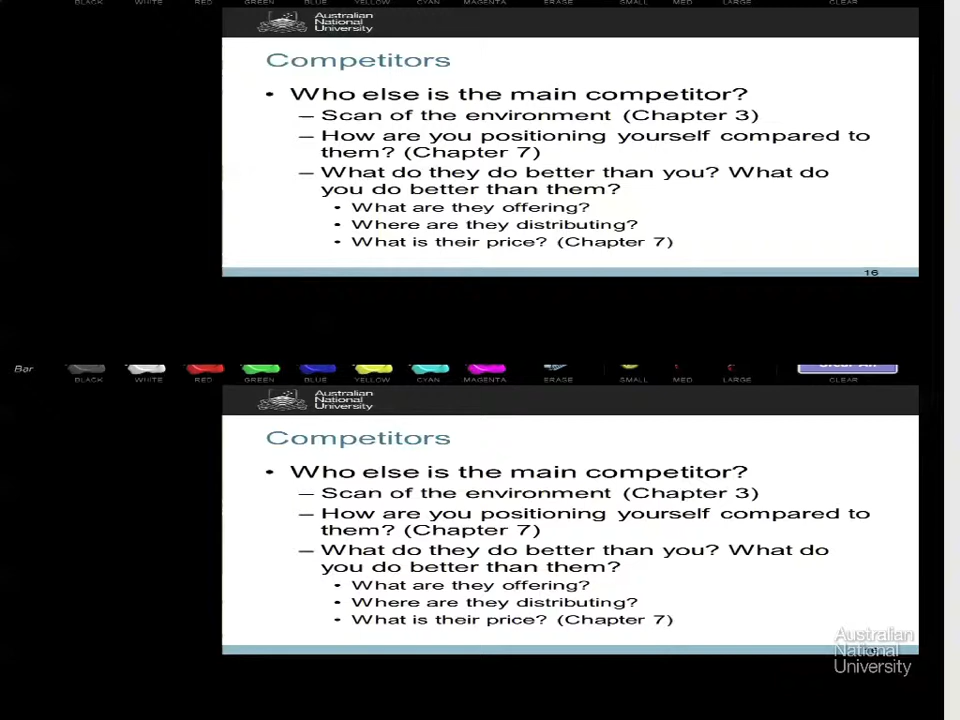 BLACK WHITE RED GREEN BLUE YELLOW CYAN MAGENTA ERASE SMALL MED LARGE CLEAR
Australian
National
University
Competitors
• Who else is the main competitor?
– Scan of the environment (Chapter 3)
– How are you positioning yourself compared to
them? (Chapter 7)
– What do they do better than you? What do
you do better than them?
• What are they offering?
• Where are they distributing?
• What is their price? (Chapter 7)
16
Bar
Clear All
BLACK WHITE RED GREEN BLUE YELLOW CYAN MAGENTA ERASE SMALL MED LARGE CLEAR
Australian
National
University
Competitors
• Who else is the main competitor?
– Scan of the environment (Chapter 3)
– How are you positioning yourself compared to
them? (Chapter 7)
– What do they do better than you? What do
you do better than them?
• What are they offering?
• Where are they distributing?
• What is their price? (Chapter 7)
16
Australian
National
University